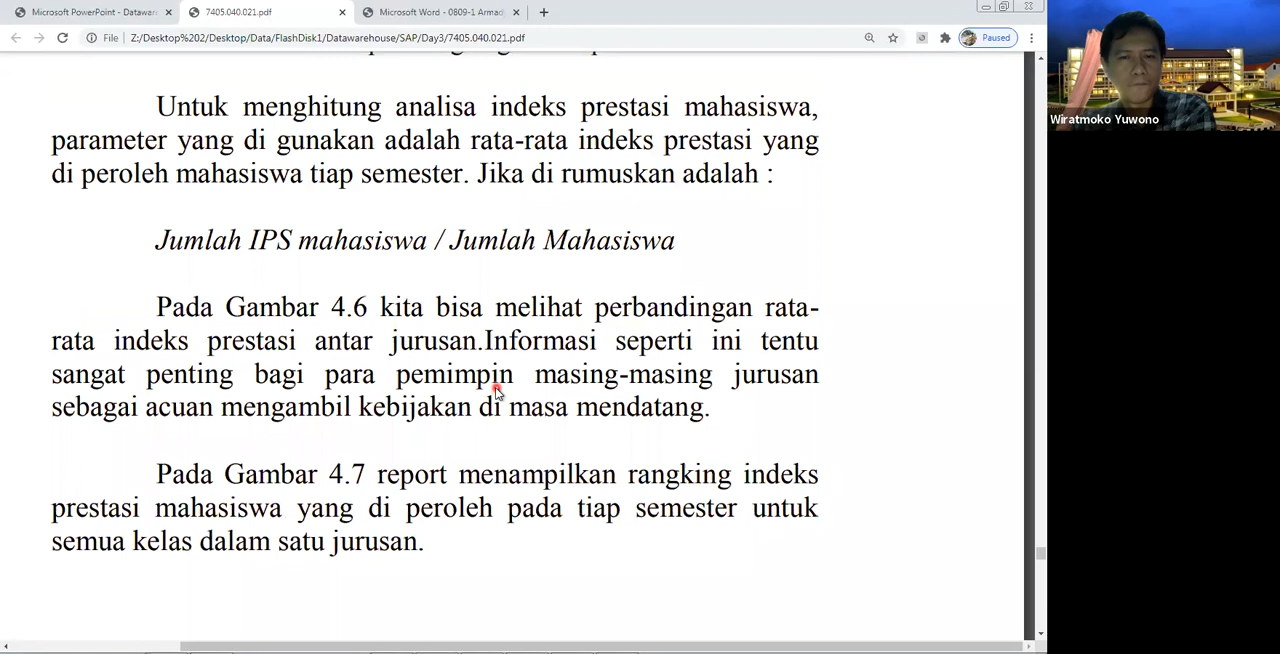 Microsoft PowerPoint - Dataware
7405.040.021.pdf
Microsoft Word - 0809-1 Armad
File
Z:/Desktop%202/Desktop/Data/FlashDisk1/Datawarehouse/SAP/Day3/7405.040.021.pdf
Paused
Untuk menghitung analisa indeks prestasi mahasiswa,
parameter yang di gunakan adalah rata-rata indeks prestasi yang
di peroleh mahasiswa tiap semester. Jika di rumuskan adalah :
Jumlah IPS mahasiswa / Jumlah Mahasiswa
Pada Gambar 4.6 kita bisa melihat perbandingan rata-
rata indeks prestasi antar jurusan.Informasi seperti ini tentu
sangat penting bagi para pemimpin masing-masing jurusan
sebagai acuan mengambil kebijakan di masa mendatang.
Pada Gambar 4.7 report menampilkan rangking indeks
prestasi mahasiswa yang di peroleh pada tiap semester untuk
semua kelas dalam satu jurusan.
Wiratmoko Yuwono